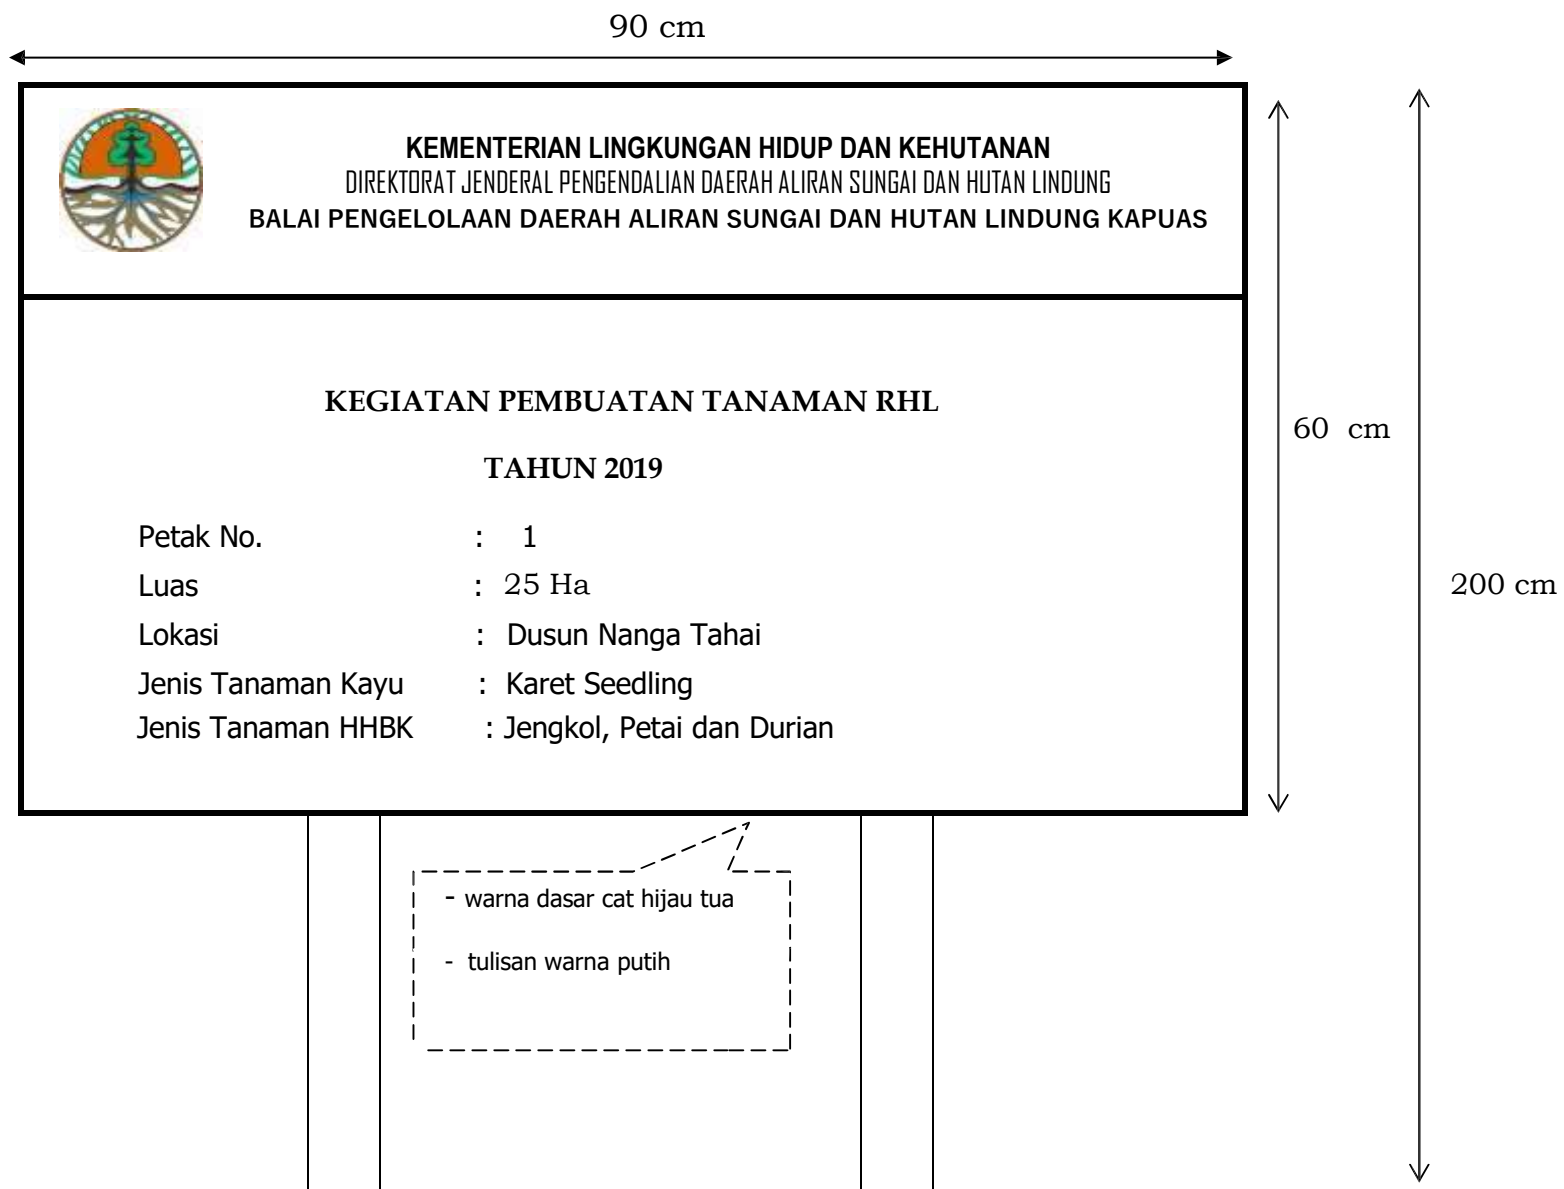 90 cm
KEMENTERIAN LINGKUNGAN HIDUP DAN KEHUTANAN
DIREKTORAT JENDERAL PENGENDALIAN DAERAH ALIRAN SUNGAI DAN HUTAN LINDUNG
BALAI PENGELOLAAN DAERAH ALIRAN SUNGAI DAN HUTAN LINDUNG KAPUAS
KEGIATAN PEMBUATAN TANAMAN RHL
TAHUN 2019
Petak No. : 1
Luas : 25 Ha
Lokasi : Dusun Nanga Tahai
Jenis Tanaman Kayu : Karet Seedling
Jenis Tanaman HHBK : Jengkol, Petai dan Durian
60 cm
200 cm
- warna dasar cat hijau tua
- tulisan warna putih